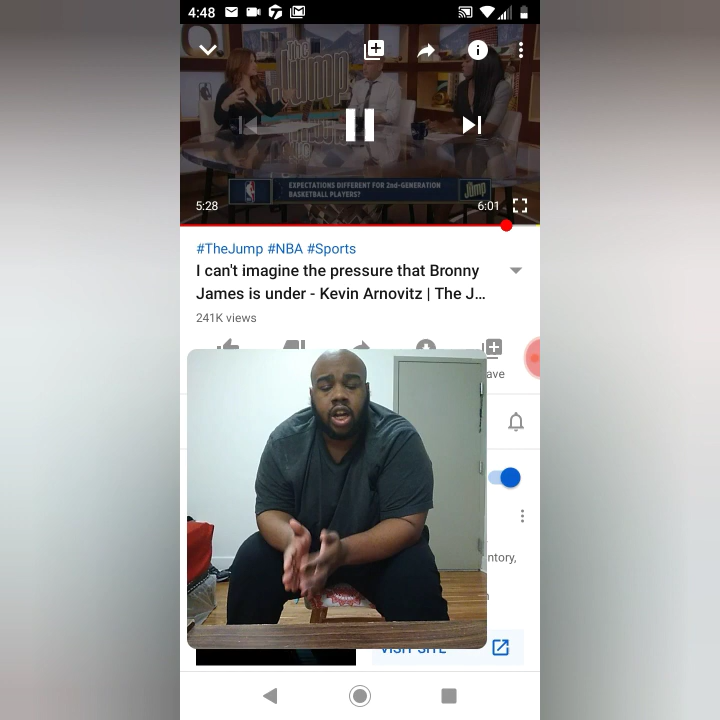 4:48
The
Jump
EXPECTATIONS DIFFERENT FOR 2nd-GENERATION
BASKETBALL PLAYERS?
Jump
5:28
6:01
#TheJump #NBA #Sports
I can't imagine the pressure that Bronny
James is under - Kevin Arnovitz | The J...
241K views
ave
ntory,
VISIT SITE